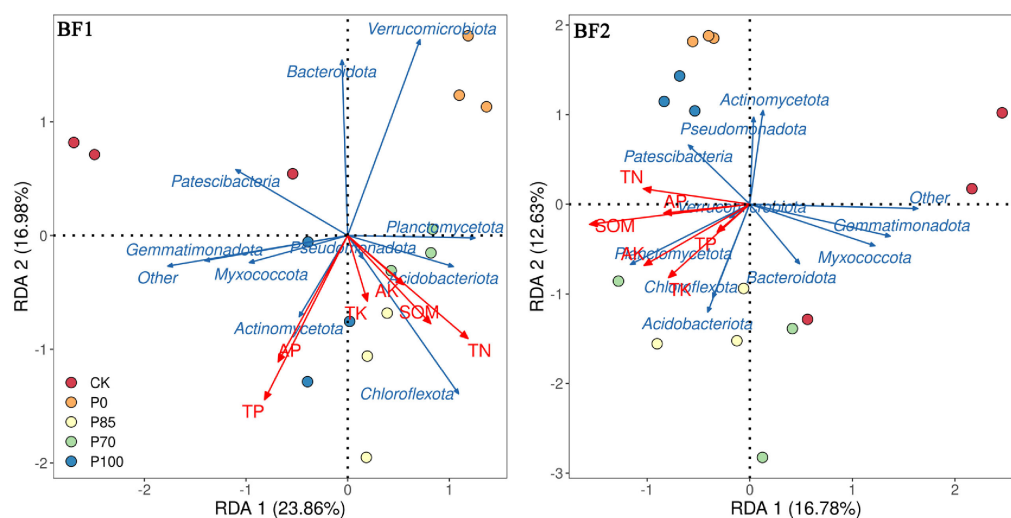 BF1
Verrucomicrobiota
Bacteroidota
Patescibacteria
Planctomycetota
Gemmatimonadota
Pseudomonadota
Other
Myxococcota
Acidobacteriota
AK
TK
SOM
Actinomycetota
AP
TN
Chloroflexota
TP
CK
P0
P85
P70
P100
1
0
-1
-2
-2
-1
0
1
RDA 1 (23.86%)
RDA 2 (16.98%)
BF2
Actinomycetota
Pseudomonadota
Patescibacteria
TN
AP
Other
Verrucomicrobiota
SOM
Gemmatimonadota
TP
AK
Planctomycetota
Myxococcota
Bacteroidota
Chloroflexota
TK
Acidobacteriota
2
1
0
-1
-2
-3
-1
0
1
2
RDA 1 (16.78%)
RDA 2 (12.63%)